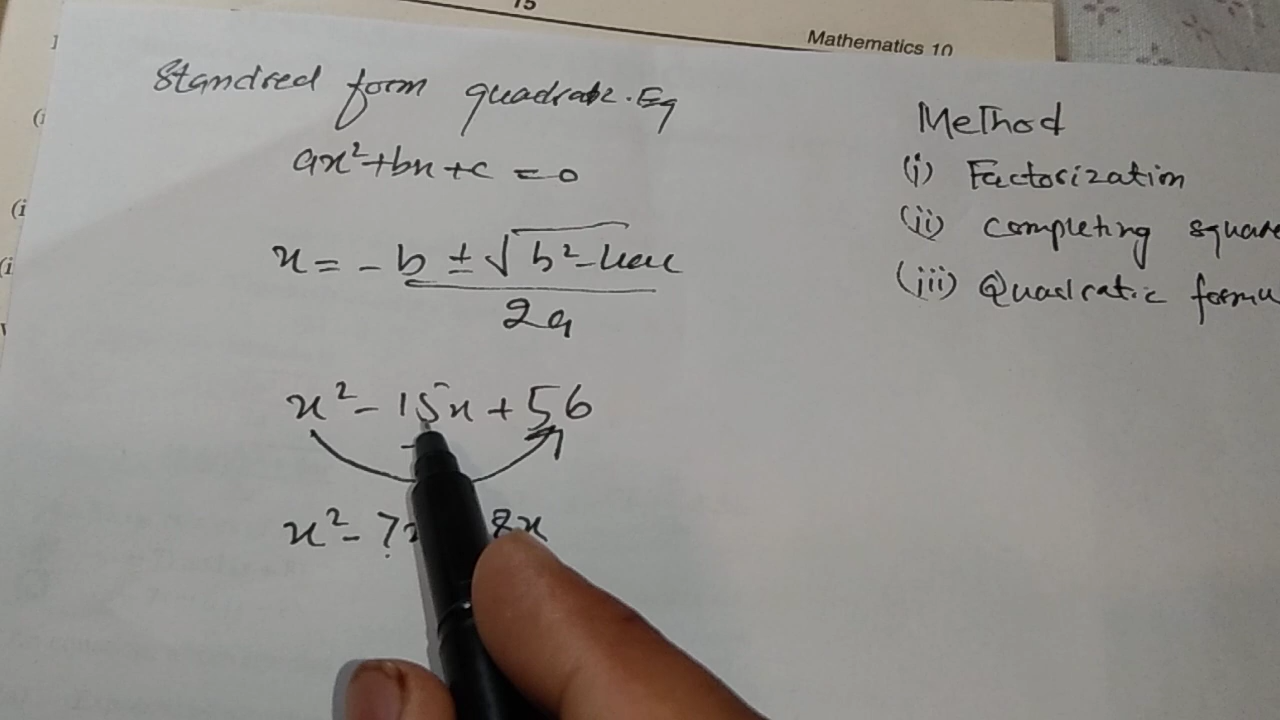 15
Mathematics 10
Standred form quadratc. Eq
ax²+bx+c =0
x = -b ± √b²-4ac
2a
x² - 15x + 56
x² - 7x 8x
Method
(i) Factorization
(ii) Completing square
(iii) Quadratic formu